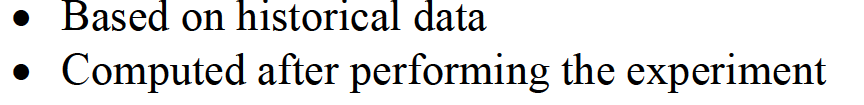 • Based on historical data
• Computed after performing the experiment